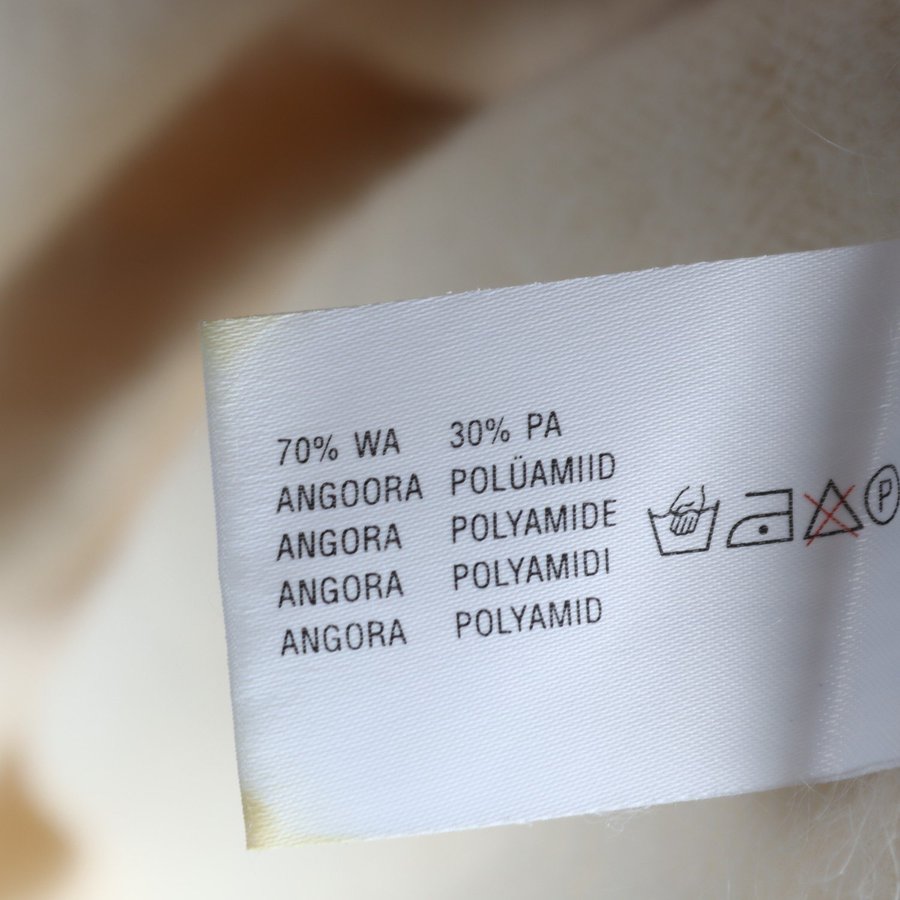 70% WA 30% PA
ANGOORA POLÜAMIID
ANGORA POLYAMIDE
ANGORA POLYAMIDI
ANGORA POLYAMID
P